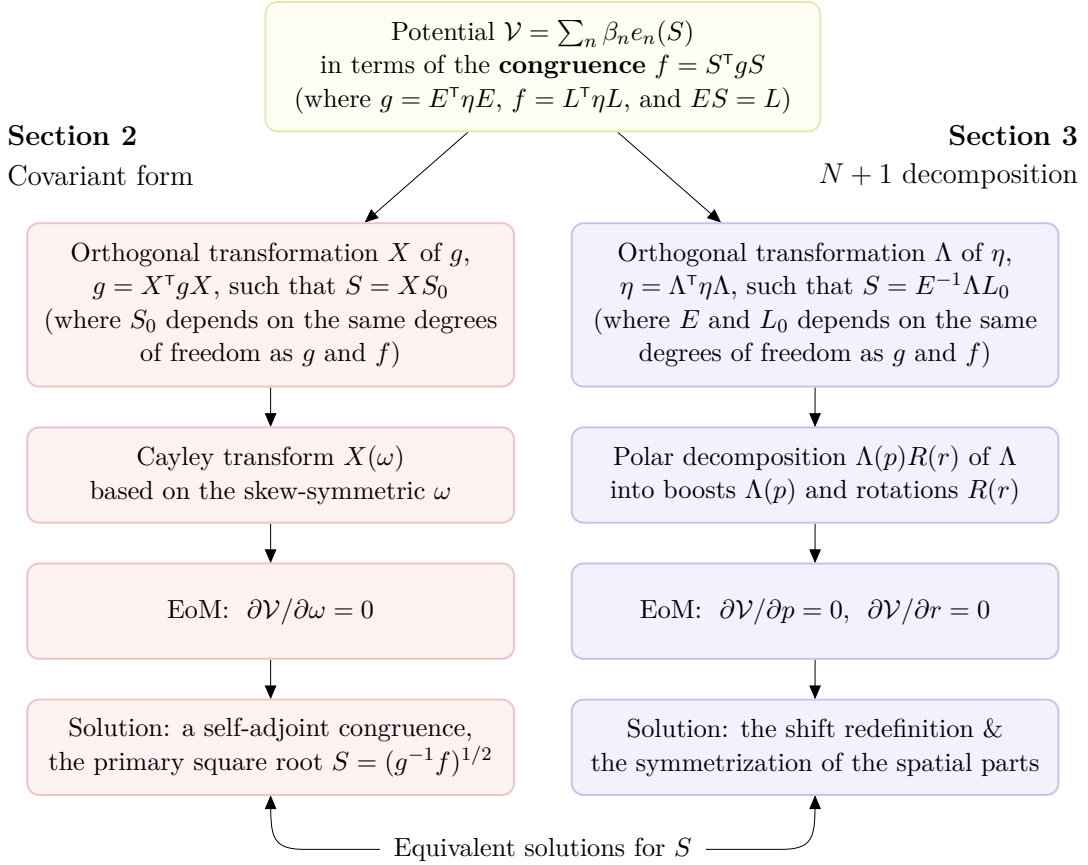 Potential 𝒱 = ∑ₙ βₙeₙ(S)
in terms of the congruence f = SᵀgS
(where g = EᵀηE, f = LᵀηL, and ES = L)
Section 2
Covariant form
Section 3
N + 1 decomposition
Orthogonal transformation X of g,
g = XᵀgX, such that S = XS₀
(where S₀ depends on the same degrees
of freedom as g and f)
Orthogonal transformation Λ of η,
η = ΛᵀηΛ, such that S = E⁻¹ΛL₀
(where E and L₀ depends on the same
degrees of freedom as g and f)
Cayley transform X(ω)
based on the skew-symmetric ω
Polar decomposition Λ(p)R(r) of Λ
into boosts Λ(p) and rotations R(r)
EoM: ∂𝒱/∂ω = 0
EoM: ∂𝒱/∂p = 0, ∂𝒱/∂r = 0
Solution: a self-adjoint congruence,
the primary square root S = (g⁻¹f)¹ᐟ²
Solution: the shift redefinition &
the symmetrization of the spatial parts
Equivalent solutions for S